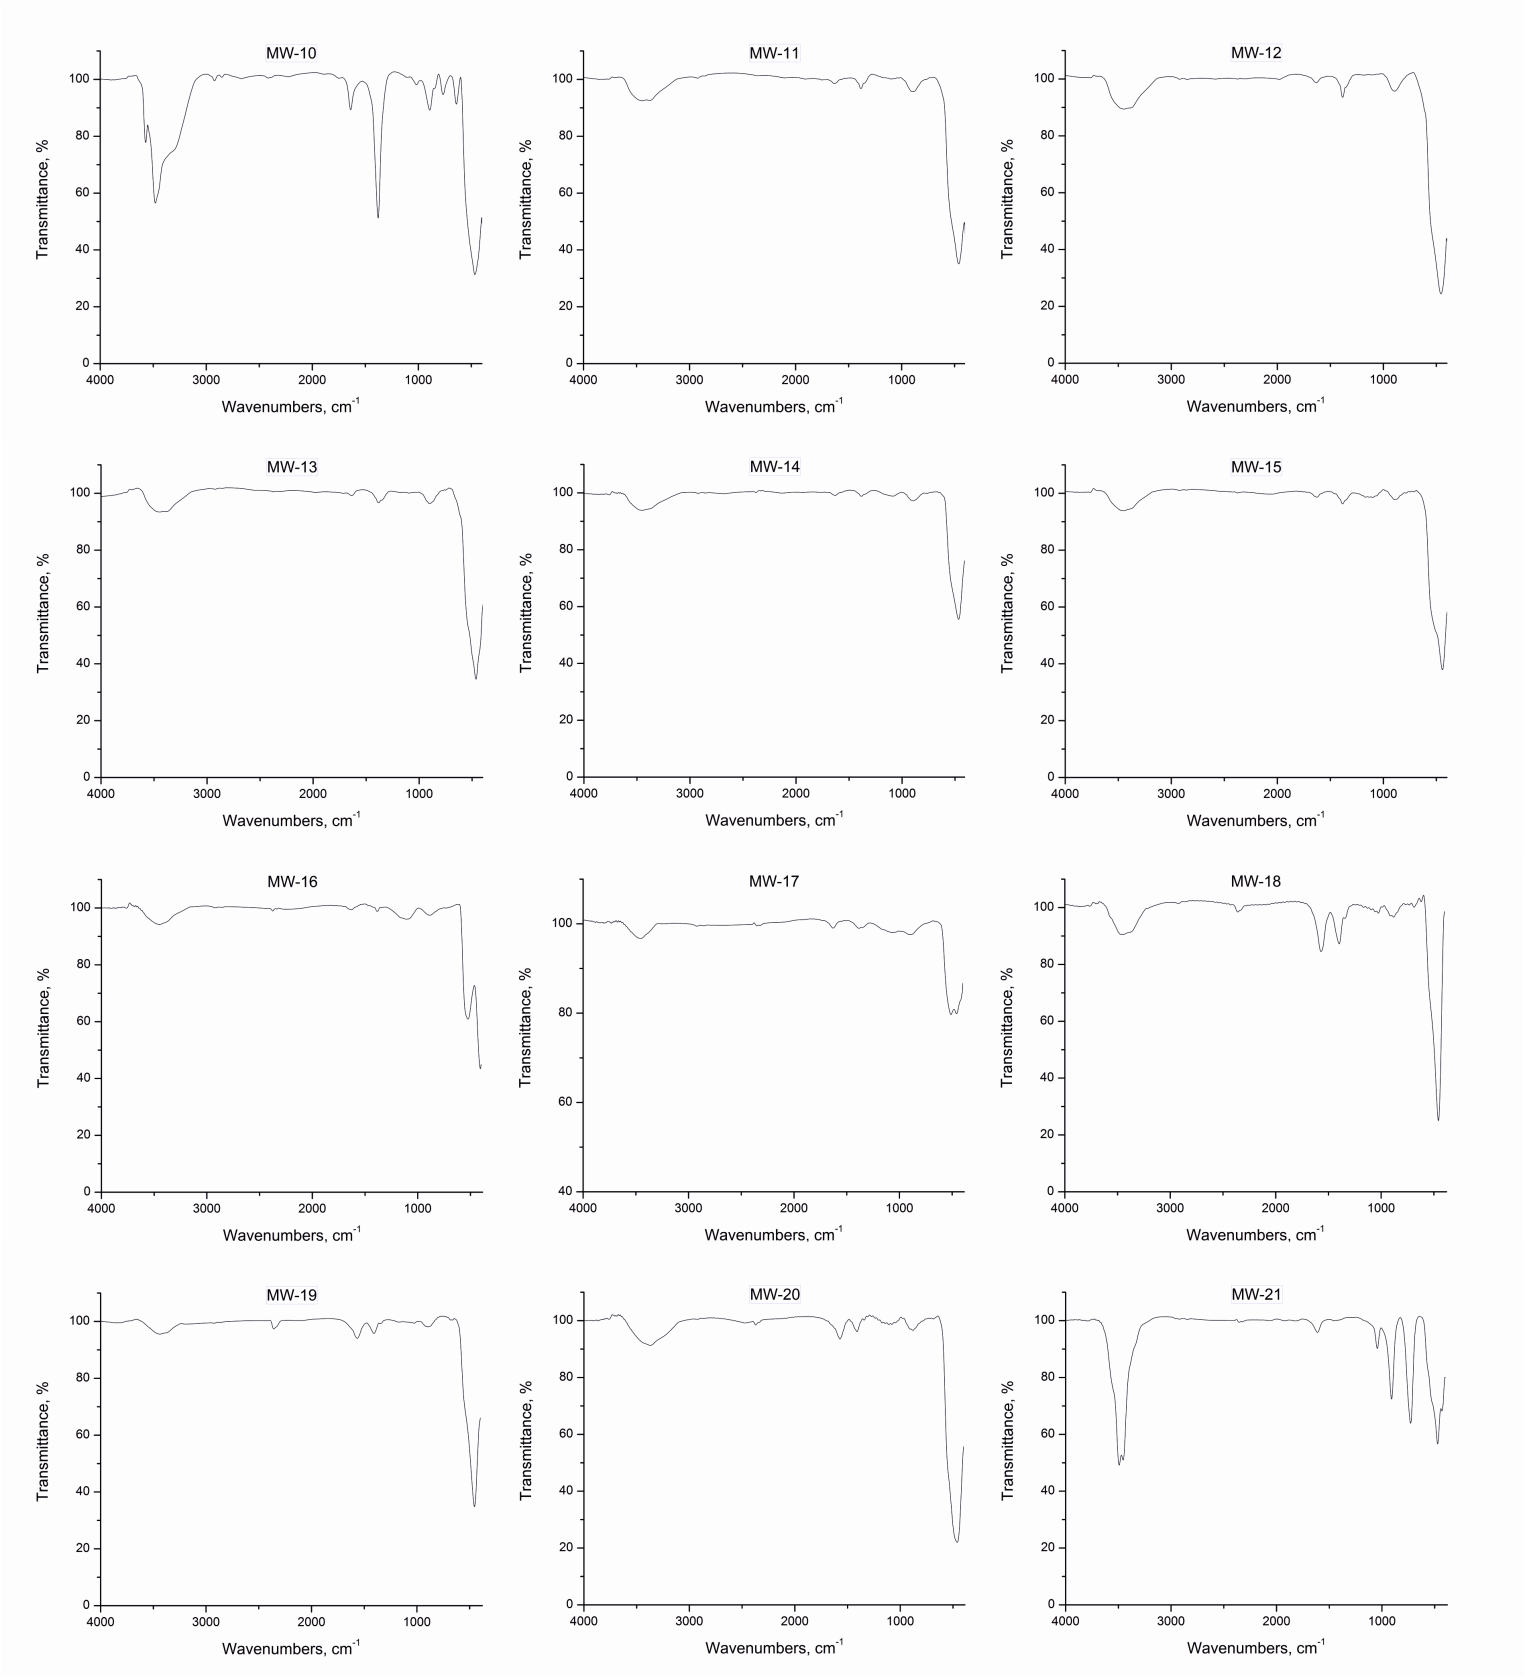 MW-10 MW-11 MW-12
100 100 100
80 80 80
60 60 60
40 40 40
20 20 20
0 0 0
Transmittance, % Transmittance, % Transmittance, %
4000 3000 2000 1000 4000 3000 2000 1000 4000 3000 2000 1000
Wavenumbers, cm-1 Wavenumbers, cm-1 Wavenumbers, cm-1
MW-13 MW-14 MW-15
100 100 100
80 80 80
60 60 60
40 40 40
20 20 20
0 0 0
Transmittance, % Transmittance, % Transmittance, %
4000 3000 2000 1000 4000 3000 2000 1000 4000 3000 2000 1000
Wavenumbers, cm-1 Wavenumbers, cm-1 Wavenumbers, cm-1
MW-16 MW-17 MW-18
100 100 100
80 80 80
60 60 60
40 40 40
20 20
0 0
Transmittance, % Transmittance, % Transmittance, %
4000 3000 2000 1000 4000 3000 2000 1000 4000 3000 2000 1000
Wavenumbers, cm-1 Wavenumbers, cm-1 Wavenumbers, cm-1
MW-19 MW-20 MW-21
100 100 100
80 80 80
60 60 60
40 40 40
20 20 20
0 0 0
Transmittance, % Transmittance, % Transmittance, %
4000 3000 2000 1000 4000 3000 2000 1000 4000 3000 2000 1000
Wavenumbers, cm-1 Wavenumbers, cm-1 Wavenumbers, cm-1